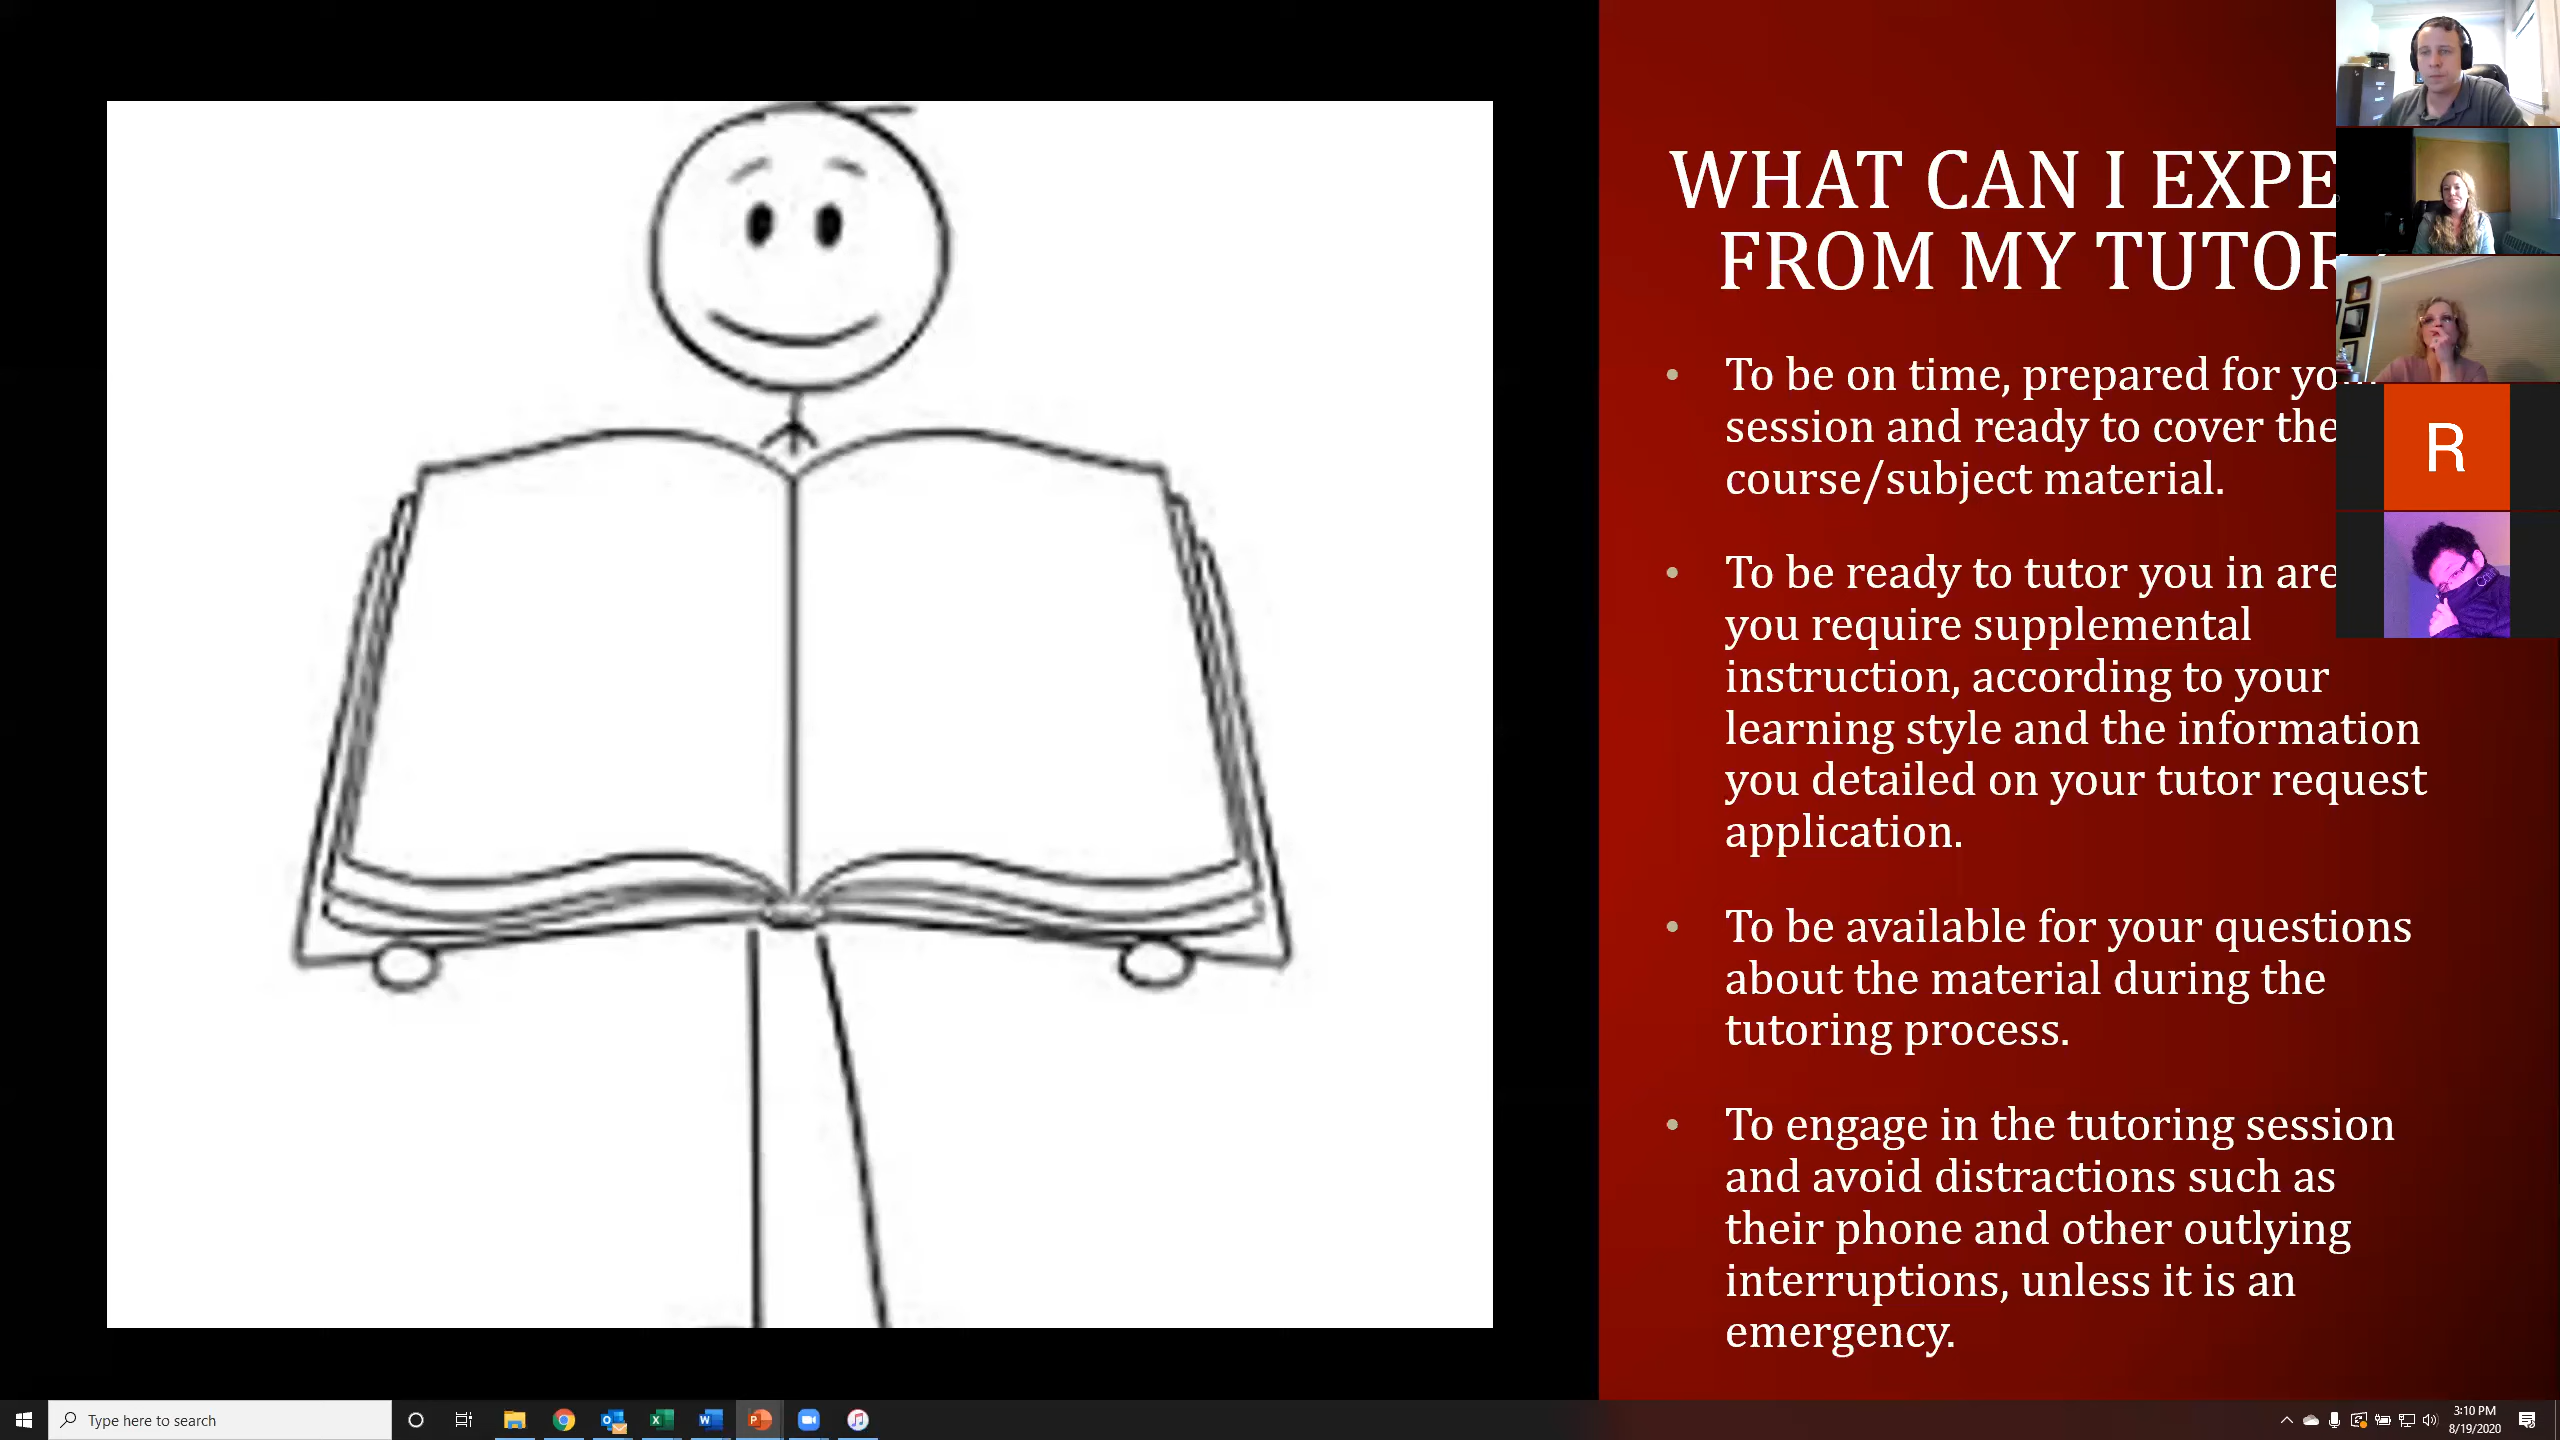 WHAT CAN I EXPE
FROM MY TUTOR
To be on time, prepared for
session and ready to cover the
course/subject material.
To be ready to tutor you in
you require supplemental
instruction, according to your
learning style and the information
you detailed on your tutor request
application.
To be available for your questions
about the material during the
tutoring process.
To engage in the tutoring session
and avoid distractions such as
their phone and other outlying
interruptions, unless it is an
emergency.
R
Type here to search
3:10 PM
8/19/2020